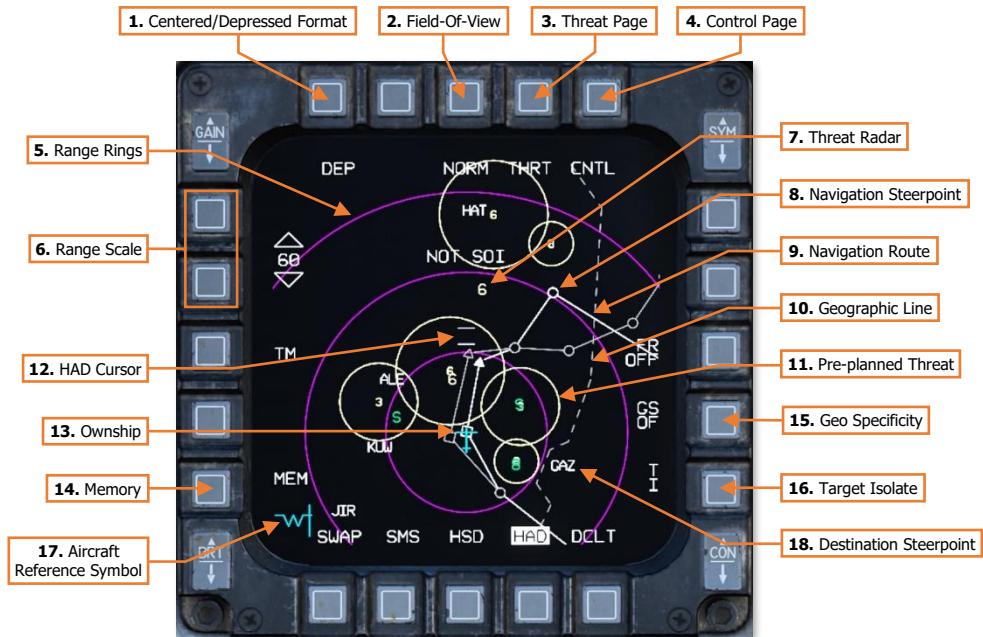 1. Centered/Depressed Format
2. Field-Of-View
3. Threat Page
4. Control Page
GAIN
SYM
5. Range Rings
7. Threat Radar
DEP
NORM
THRT
CNTL
8. Navigation Steerpoint
HAT 6
6. Range Scale
60
NOT SOI
9. Navigation Route
6
10. Geographic Line
TM
OFF
12. HAD Cursor
11. Pre-planned Threat
ALE
6
6
3
S
S
13. Ownship
KUW
GS
OF
15. Geo Specificity
GAZ
14. Memory
MEM
T
I
16. Target Isolate
JIR
17. Aircraft
Reference Symbol
SWAP
SMS
HSD
HAD
DCLT
18. Destination Steerpoint
BRT
CON